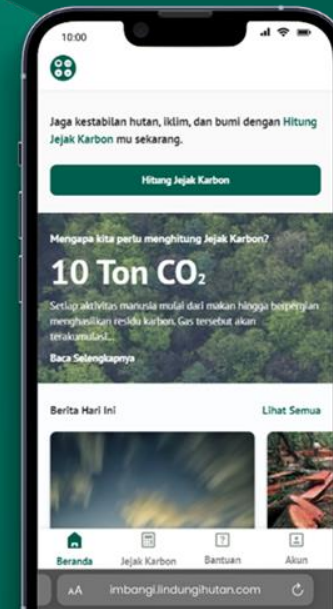 10:00
Jaga kestabilan hutan, iklim, dan bumi dengan Hitung
Jejak Karbon mu sekarang.
Hitung Jejak Karbon
Mengapa kita perlu menghitung Jejak Karbon?
10 Ton CO₂
Setiap aktivitas manusia mulai dari makan hingga berpergian
menghasilkan residu karbon. Gas tersebut akan
terakumulasi...
Baca Selengkapnya
Berita Hari Ini
Lihat Semua
Beranda
Jejak Karbon
Bantuan
Akun
AA
imbangi.lindungihutan.com